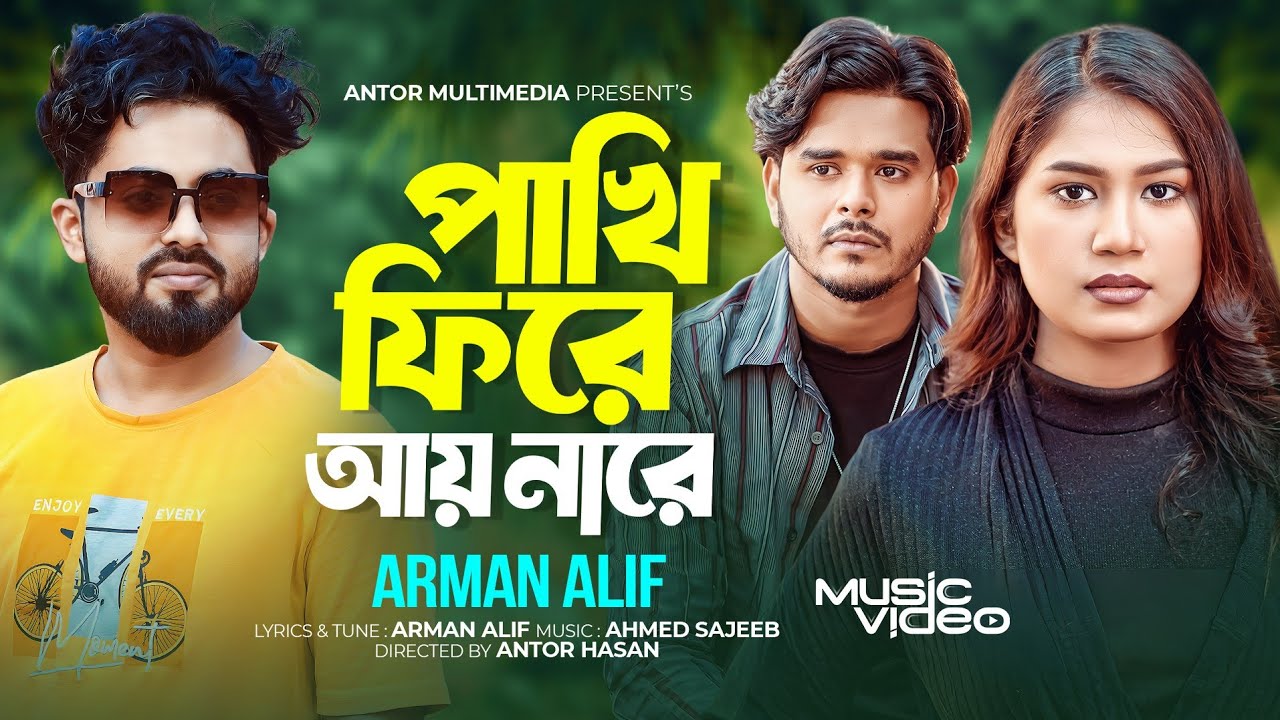 ANTOR MULTIMEDIA PRESENT'S
পাখি
ফিরে
আয় নারে
ARMAN ALIF
LYRICS & TUNE : ARMAN ALIF MUSIC : AHMED SAJEEB
DIRECTED BY ANTOR HASAN
MUSIC
VIDEO
ENJOY EVERY
Moment